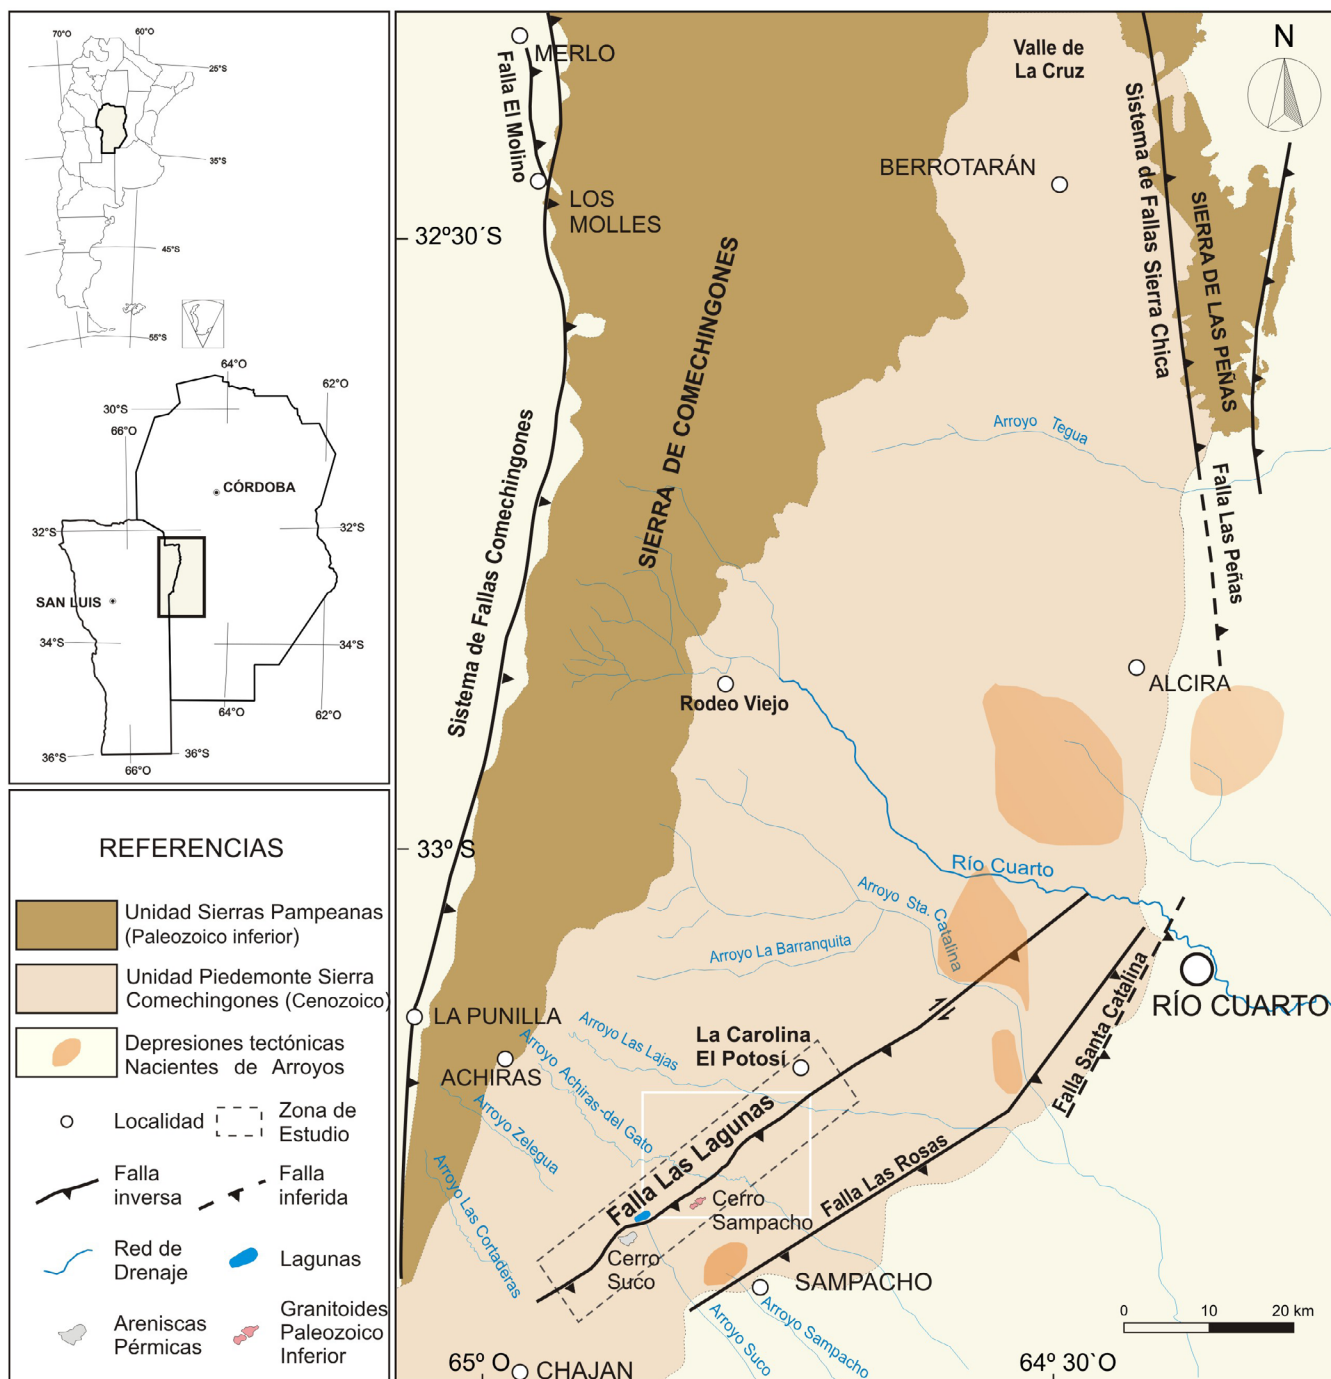 70°O
60°O
25°S
35°S
45°S
55°S
64°O
62°O
30°S
66°O
CÓRDOBA
32°S
32°S
SAN LUIS
34°S
34°S
64°O
62°O
36°S
36°S
66°O
REFERENCIAS
Unidad Sierras Pampeanas
(Paleozoico inferior)
Unidad Piedemonte Sierra
Comechingones (Cenozoico)
Depresiones tectónicas
Nacientes de Arroyos
Localidad
Zona de
Estudio
Falla
inversa
Falla
inferida
Red de
Drenaje
Lagunas
Areniscas
Pérmicas
Granitoides
Paleozoico
Inferior
MERLO
Falla El Molino
LOS
MOLLES
32º30´S
Valle de
La Cruz
N
BERROTARÁN
Sistema de Fallas Sierra Chica
SIERRA DE LAS PEÑAS
SIERRA DE COMECHINGONES
Sistema de Fallas Comechingones
Arroyo Tegua
Falla Las Peñas
ALCIRA
Rodeo Viejo
33º S
Río Cuarto
Arroyo Sta. Catalina
Arroyo La Barranquita
RÍO CUARTO
Falla Santa Catalina
LA PUNILLA
ACHIRAS
Arroyo Las Lajas
La Carolina
El Potosí
Arroyo Achiras -del Gato
Arroyo Zelegua
Arroyo Las Cortaderas
Falla Las Lagunas
Falla Las Rosas
Cerro
Sampacho
Cerro
Suco
SAMPACHO
Arroyo Suco
Arroyo Sampacho
0 10 20 km
65º O
CHAJAN
64º 30`O